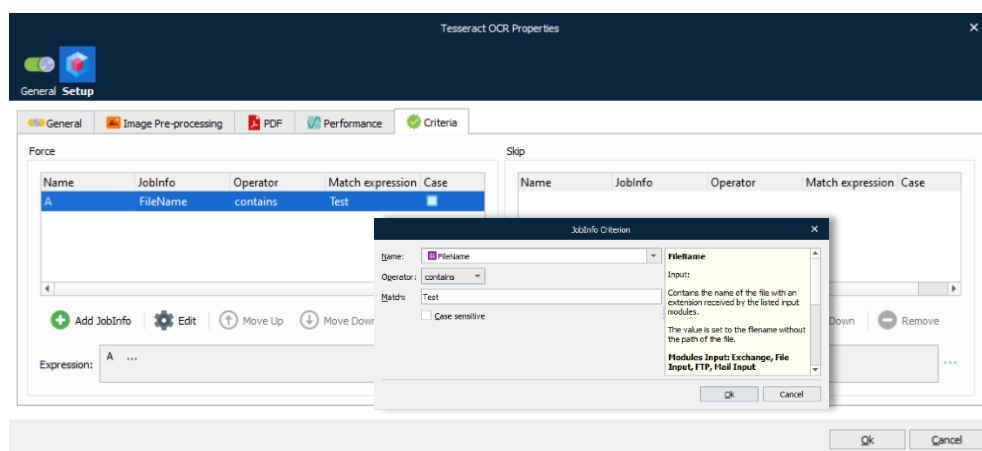 Tesseract OCR Properties
General Setup
General Image Pre-processing PDF Performance Criteria
Force
Name JobInfo Operator Match expression Case
A FileName contains Test
Add JobInfo Edit Move Up Move Down
Expression: A ...
Skip
Name JobInfo Operator Match expression Case
Down Remove
...
JobInfo Criterion
Name: FileName
Operator: contains
Match: Test
Case sensitive
FileName
Input:
Contains the name of the file with an
extension received by the listed input
modules.
The value is set to the filename without
the path of the file.
Modules Input: Exchange, File
Input, FTP, Mail Input
Ok Cancel
Ok Cancel